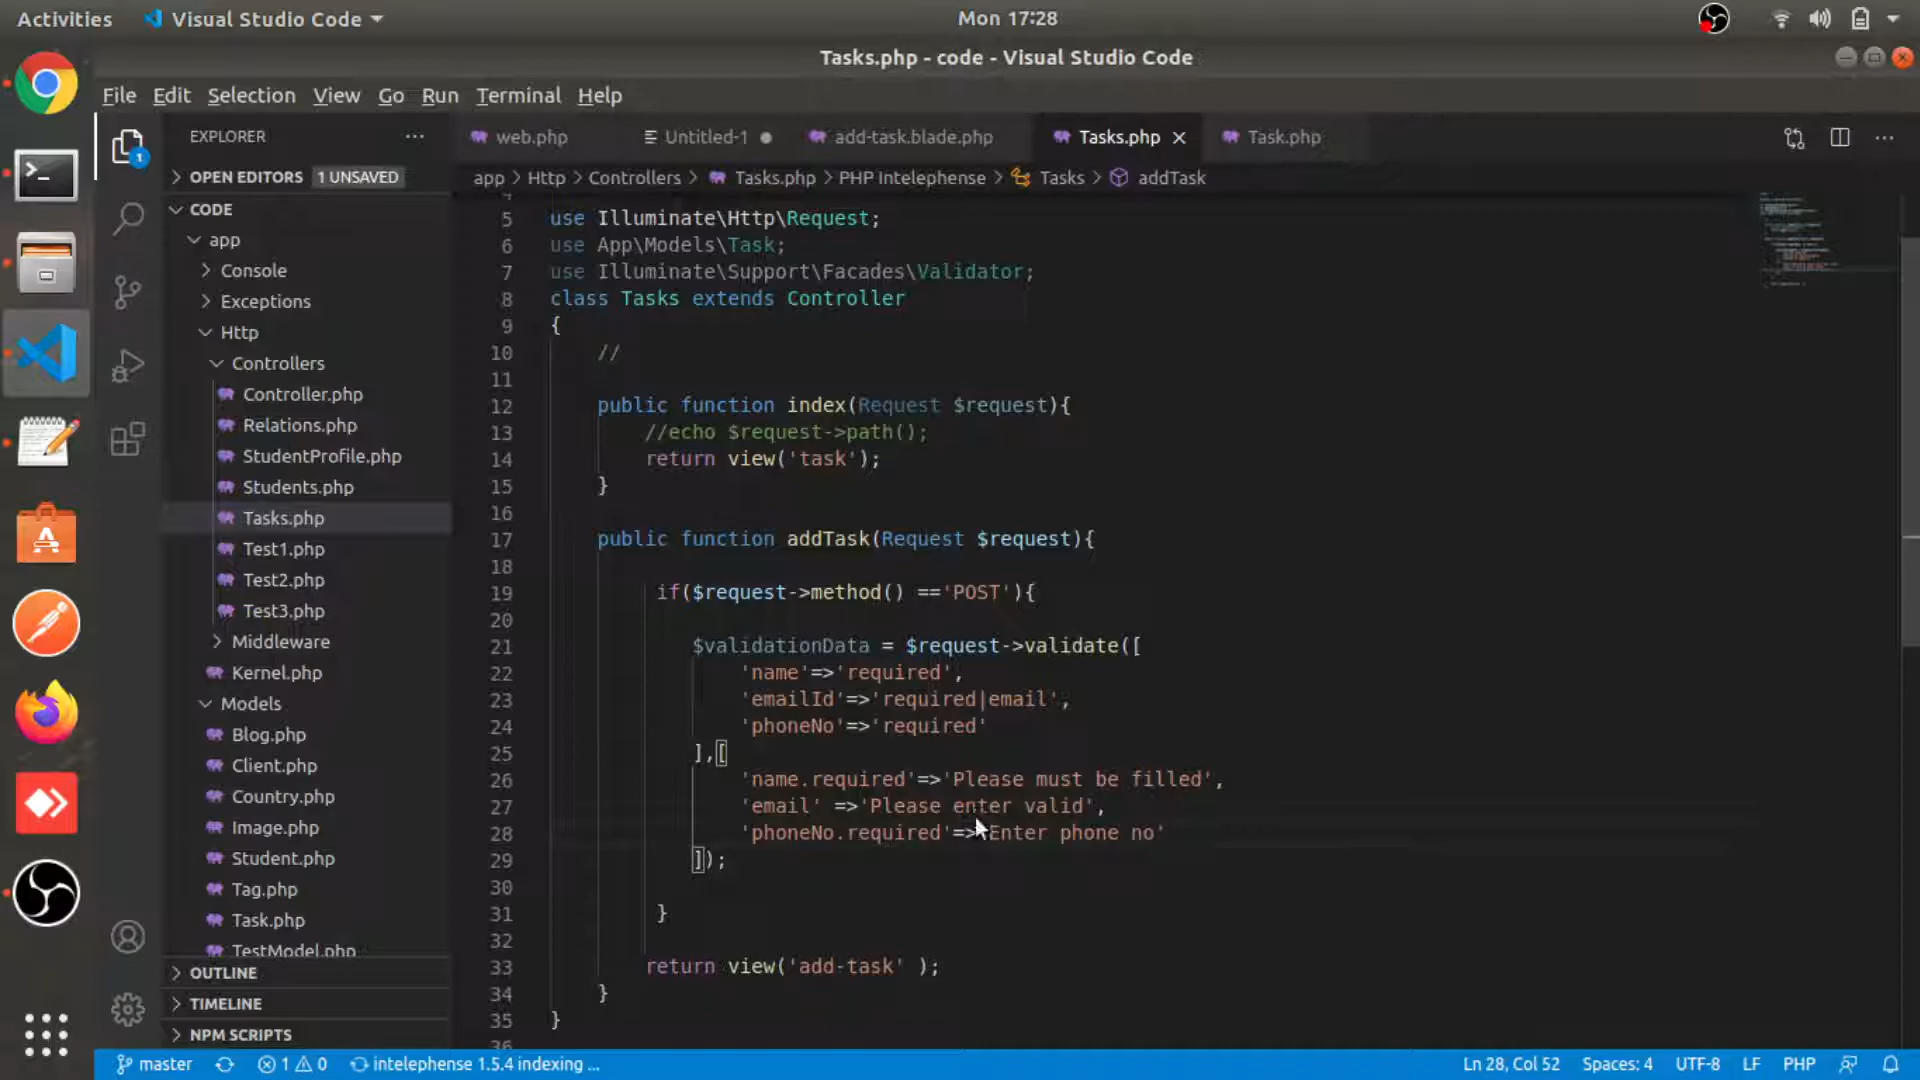 Activities Visual Studio Code Mon 17:28
Tasks.php - code - Visual Studio Code
File Edit Selection View Go Run Terminal Help
EXPLORER
web.php Untitled-1 add-task.blade.php Tasks.php Task.php
OPEN EDITORS 1 UNSAVED
app > Http > Controllers > Tasks.php > PHP Intelephense > Tasks > addTask
CODE
app
Console
Exceptions
Http
Controllers
Controller.php
Relations.php
StudentProfile.php
Students.php
Tasks.php
Test1.php
Test2.php
Test3.php
Middleware
Kernel.php
Models
Blog.php
Client.php
Country.php
Image.php
Student.php
Tag.php
Task.php
TestModel.php
OUTLINE
TIMELINE
NPM SCRIPTS
5 use Illuminate\Http\Request;
6 use App\Models\Task;
7 use Illuminate\Support\Facades\Validator;
8 class Tasks extends Controller
9 {
10 //
11
12 public function index(Request $request){
13 //echo $request->path();
14 return view('task');
15 }
16
17 public function addTask(Request $request){
18
19 if($request->method() =='POST'){
20
21 $validationData = $request->validate([
22 'name'=>'required',
23 'emailId'=>'required|email',
24 'phoneNo'=>'required'
25 ],[
26 'name.required'=>'Please must be filled',
27 'email' =>'Please enter valid',
28 'phoneNo.required'=>'Enter phone no'
29 ]);
30
31 }
32
33 return view('add-task' );
34 }
35 }
36
master 1 0 intelephense 1.5.4 indexing ... Ln 28, Col 52 Spaces: 4 UTF-8 LF PHP